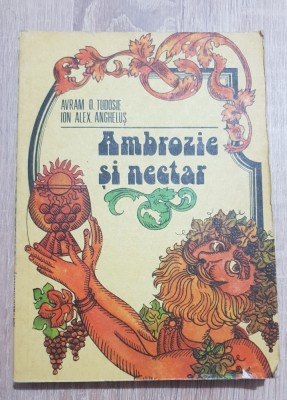 AVRAM D. TUDOSIE
ION ALEX. ANGHELUȘ
Ambrozie
și nectar